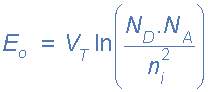 E_o = V_T ln(N_D.N_A / n_i^2)